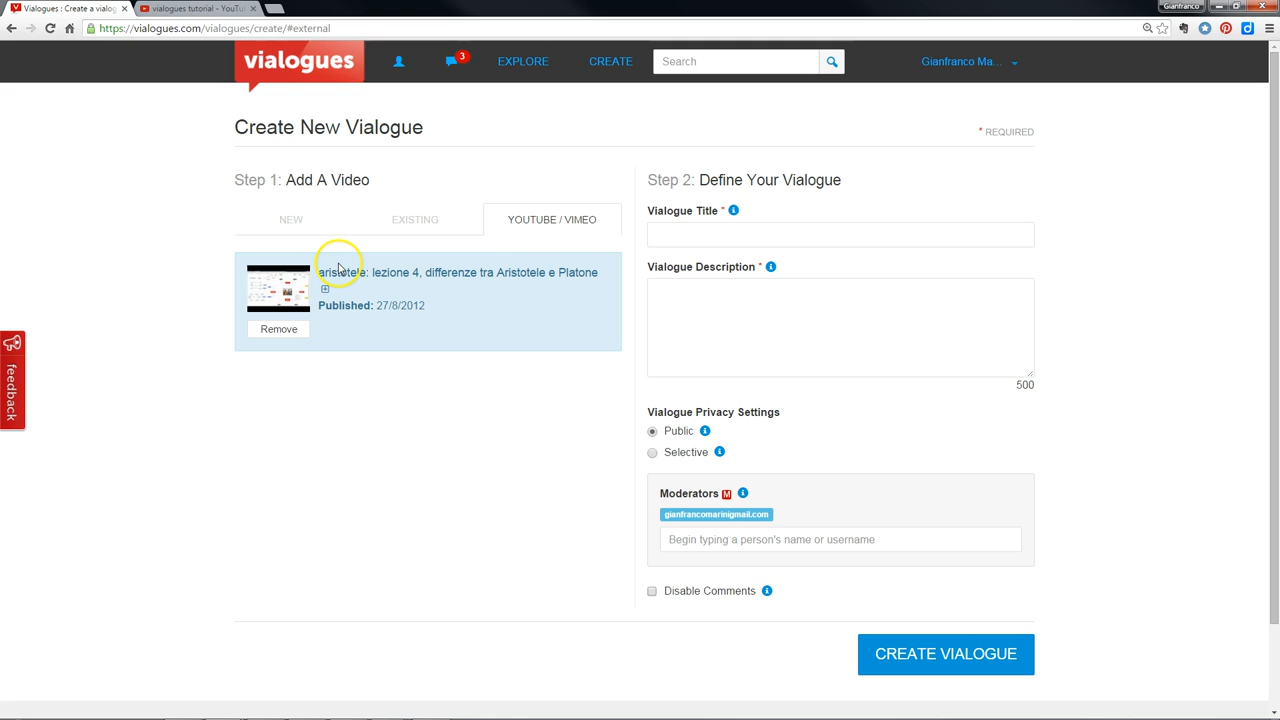 Vialogues : Create a vialog
vialogues tutorial - YouTu
Gianfranco
https://vialogues.com/vialogues/create/#external
vialogues
3
EXPLORE
CREATE
Search
Gianfranco Ma...
Create New Vialogue
* REQUIRED
Step 1: Add A Video
NEW
EXISTING
YOUTUBE / VIMEO
aristotele: lezione 4, differenze tra Aristotele e Platone
Published: 27/8/2012
Remove
Step 2: Define Your Vialogue
Vialogue Title *
Vialogue Description *
500
Vialogue Privacy Settings
Public
Selective
Moderators M
gianfrancomarinigmail.com
Begin typing a person's name or username
Disable Comments
CREATE VIALOGUE
feedback